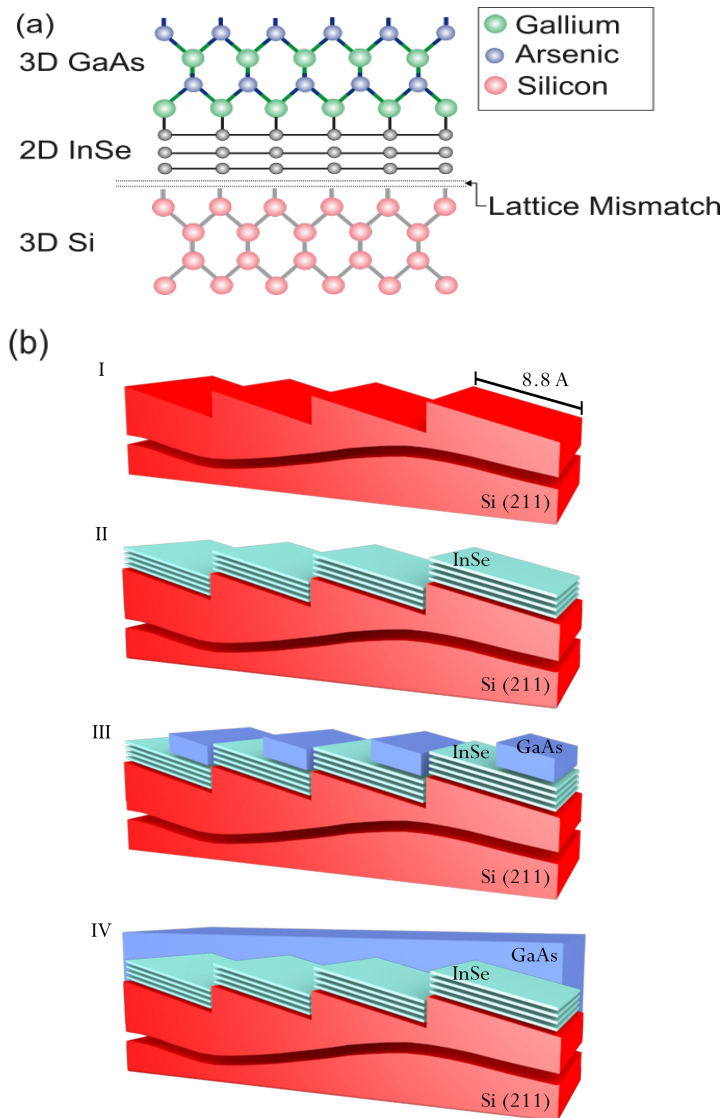 (a)
3D GaAs
Gallium
Arsenic
Silicon
2D InSe
Lattice Mismatch
3D Si
(b)
I
8.8 A
Si (211)
II
InSe
Si (211)
III
InSe
GaAs
Si (211)
IV
GaAs
InSe
Si (211)